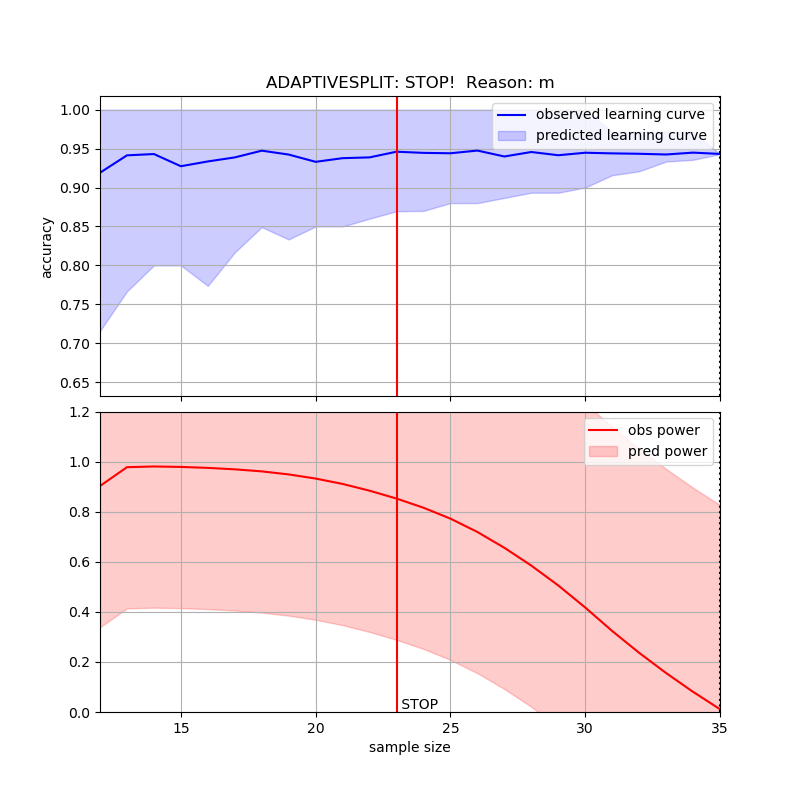 ADAPTIVESPLIT: STOP!  Reason: m
1.00
0.95
0.90
0.85
0.80
0.75
0.70
0.65
accuracy
observed learning curve
predicted learning curve
1.2
1.0
0.8
0.6
0.4
0.2
0.0
obs power
pred power
STOP
15
20
25
30
35
sample size